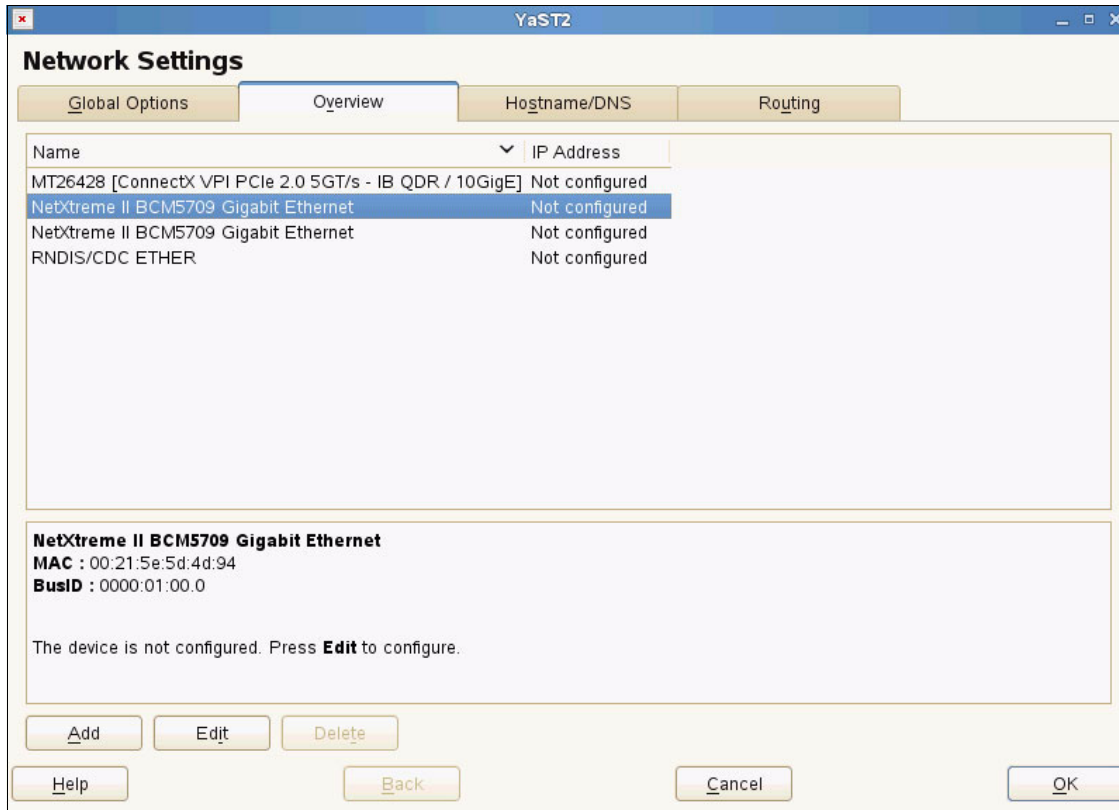 YaST2
Network Settings
Global Options Overview Hostname/DNS Routing
Name IP Address
MT26428 [ConnectX VPI PCIe 2.0 5GT/s - IB QDR / 10GigE] Not configured
NetXtreme II BCM5709 Gigabit Ethernet Not configured
NetXtreme II BCM5709 Gigabit Ethernet Not configured
RNDIS/CDC ETHER Not configured
NetXtreme II BCM5709 Gigabit Ethernet
MAC : 00:21:5e:5d:4d:94
BusID : 0000:01:00.0
The device is not configured. Press Edit to configure.
Add Edit Delete
Help Back Cancel OK